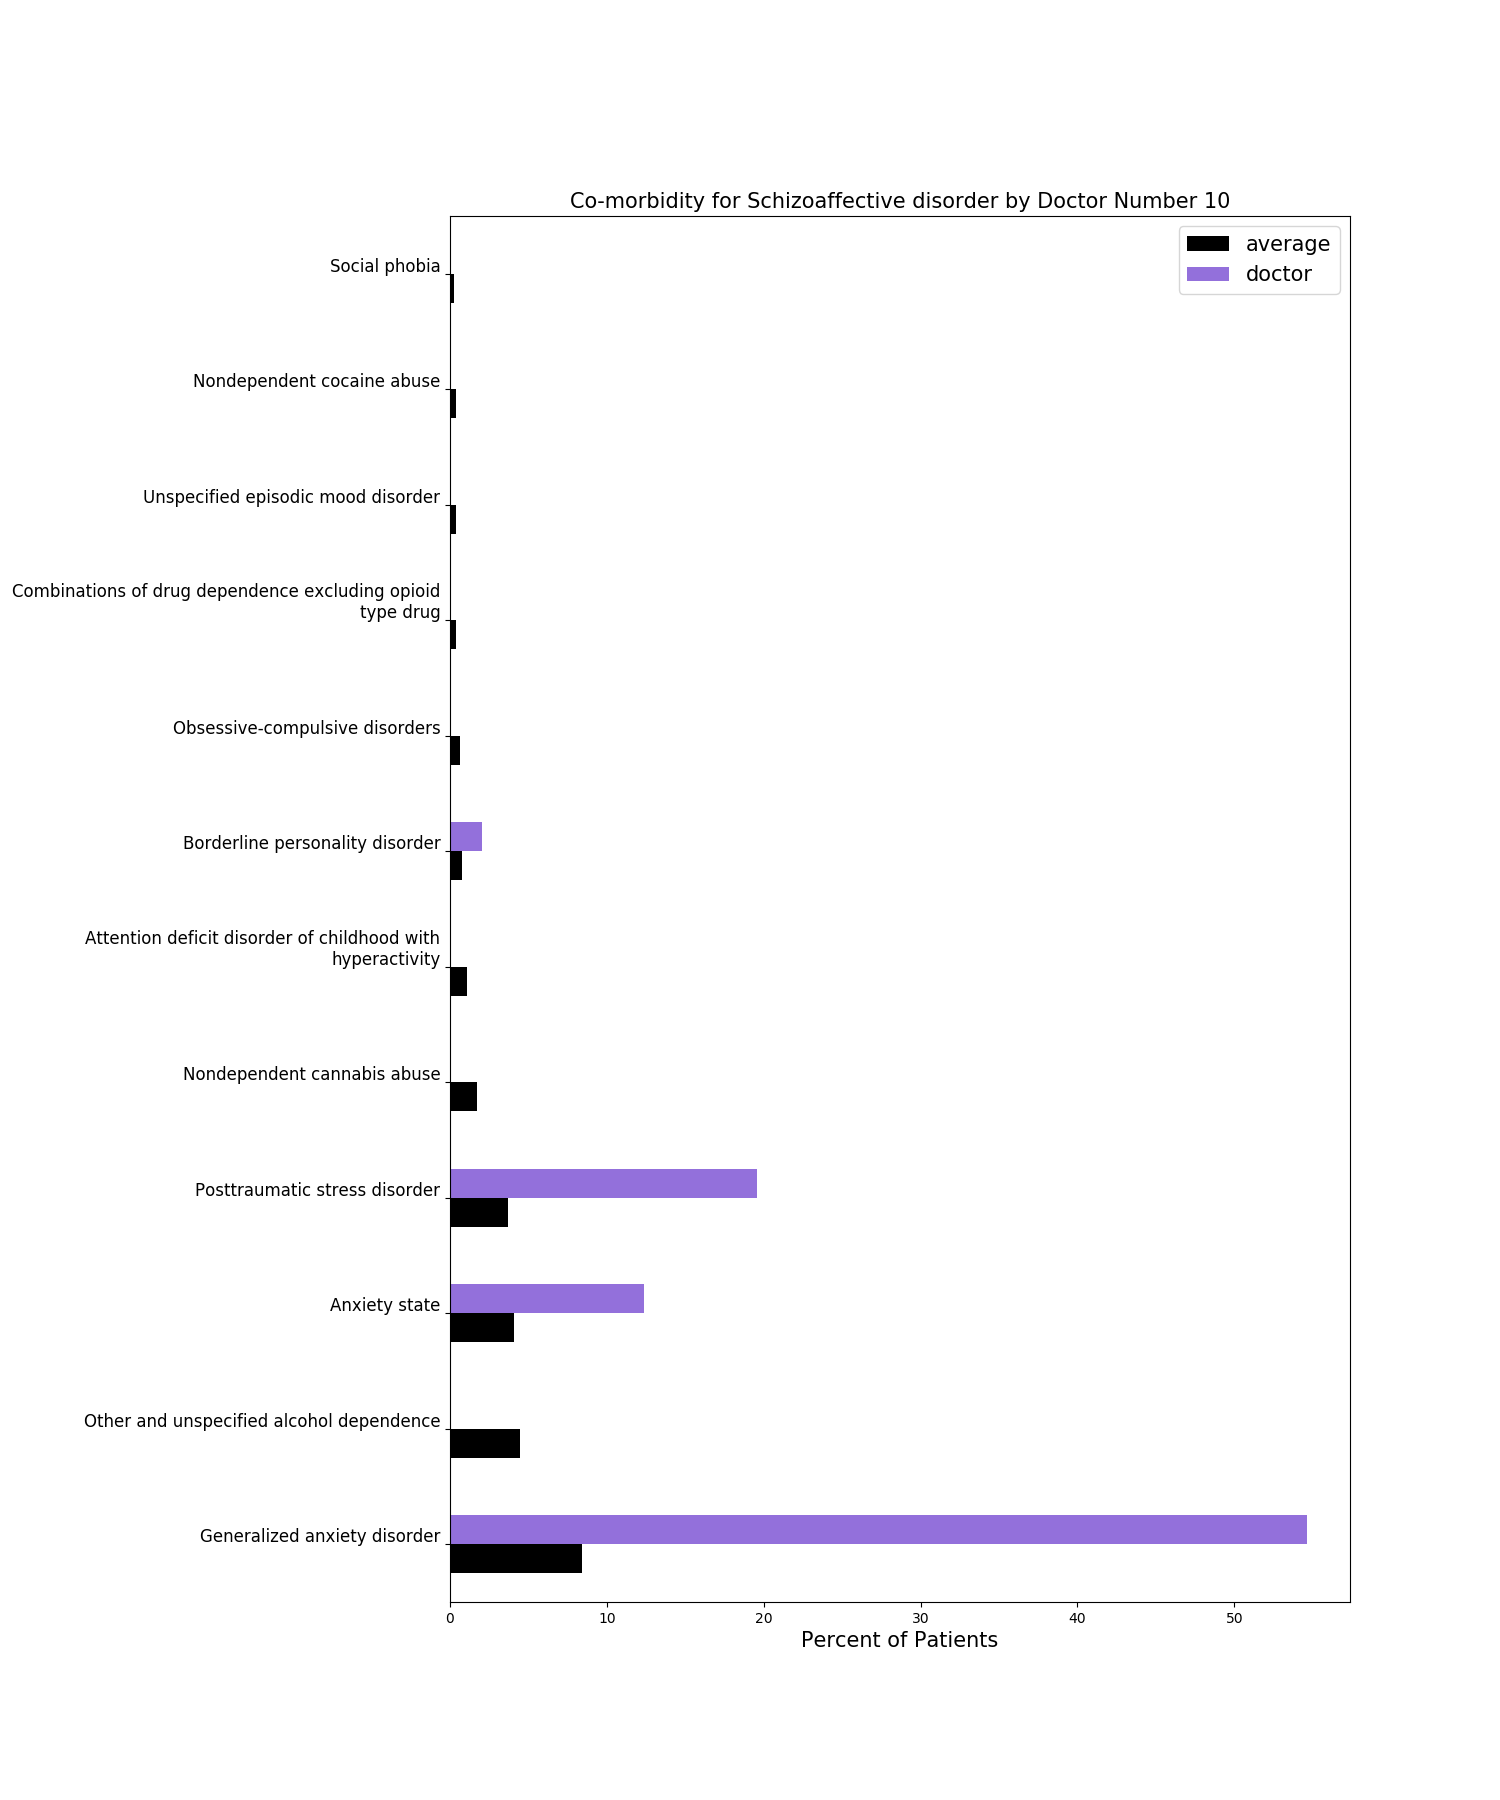 Co-morbidity for Schizoaffective disorder by Doctor Number 10
average
doctor
Social phobia
Nondependent cocaine abuse
Unspecified episodic mood disorder
Combinations of drug dependence excluding opioid
type drug
Obsessive-compulsive disorders
Borderline personality disorder
Attention deficit disorder of childhood with
hyperactivity
Nondependent cannabis abuse
Posttraumatic stress disorder
Anxiety state
Other and unspecified alcohol dependence
Generalized anxiety disorder
0 10 20 30 40 50
Percent of Patients